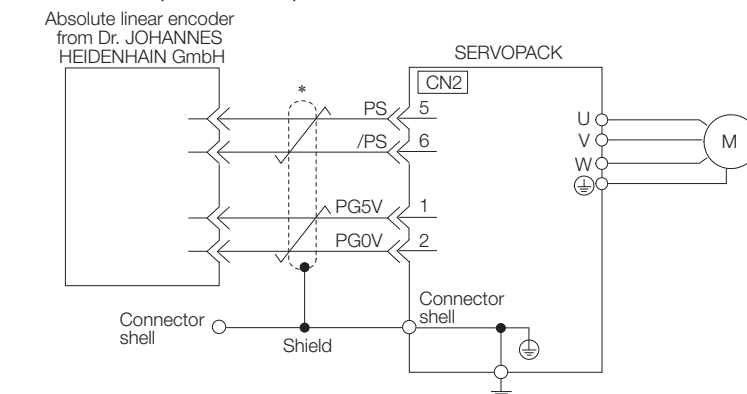 Absolute linear encoder
from Dr. JOHANNES
HEIDENHAIN GmbH
SERVOPACK
CN2
*
PS 5
/PS 6
PG5V 1
PG0V 2
U
V
W
M
Connector
shell
Shield
Connector
shell